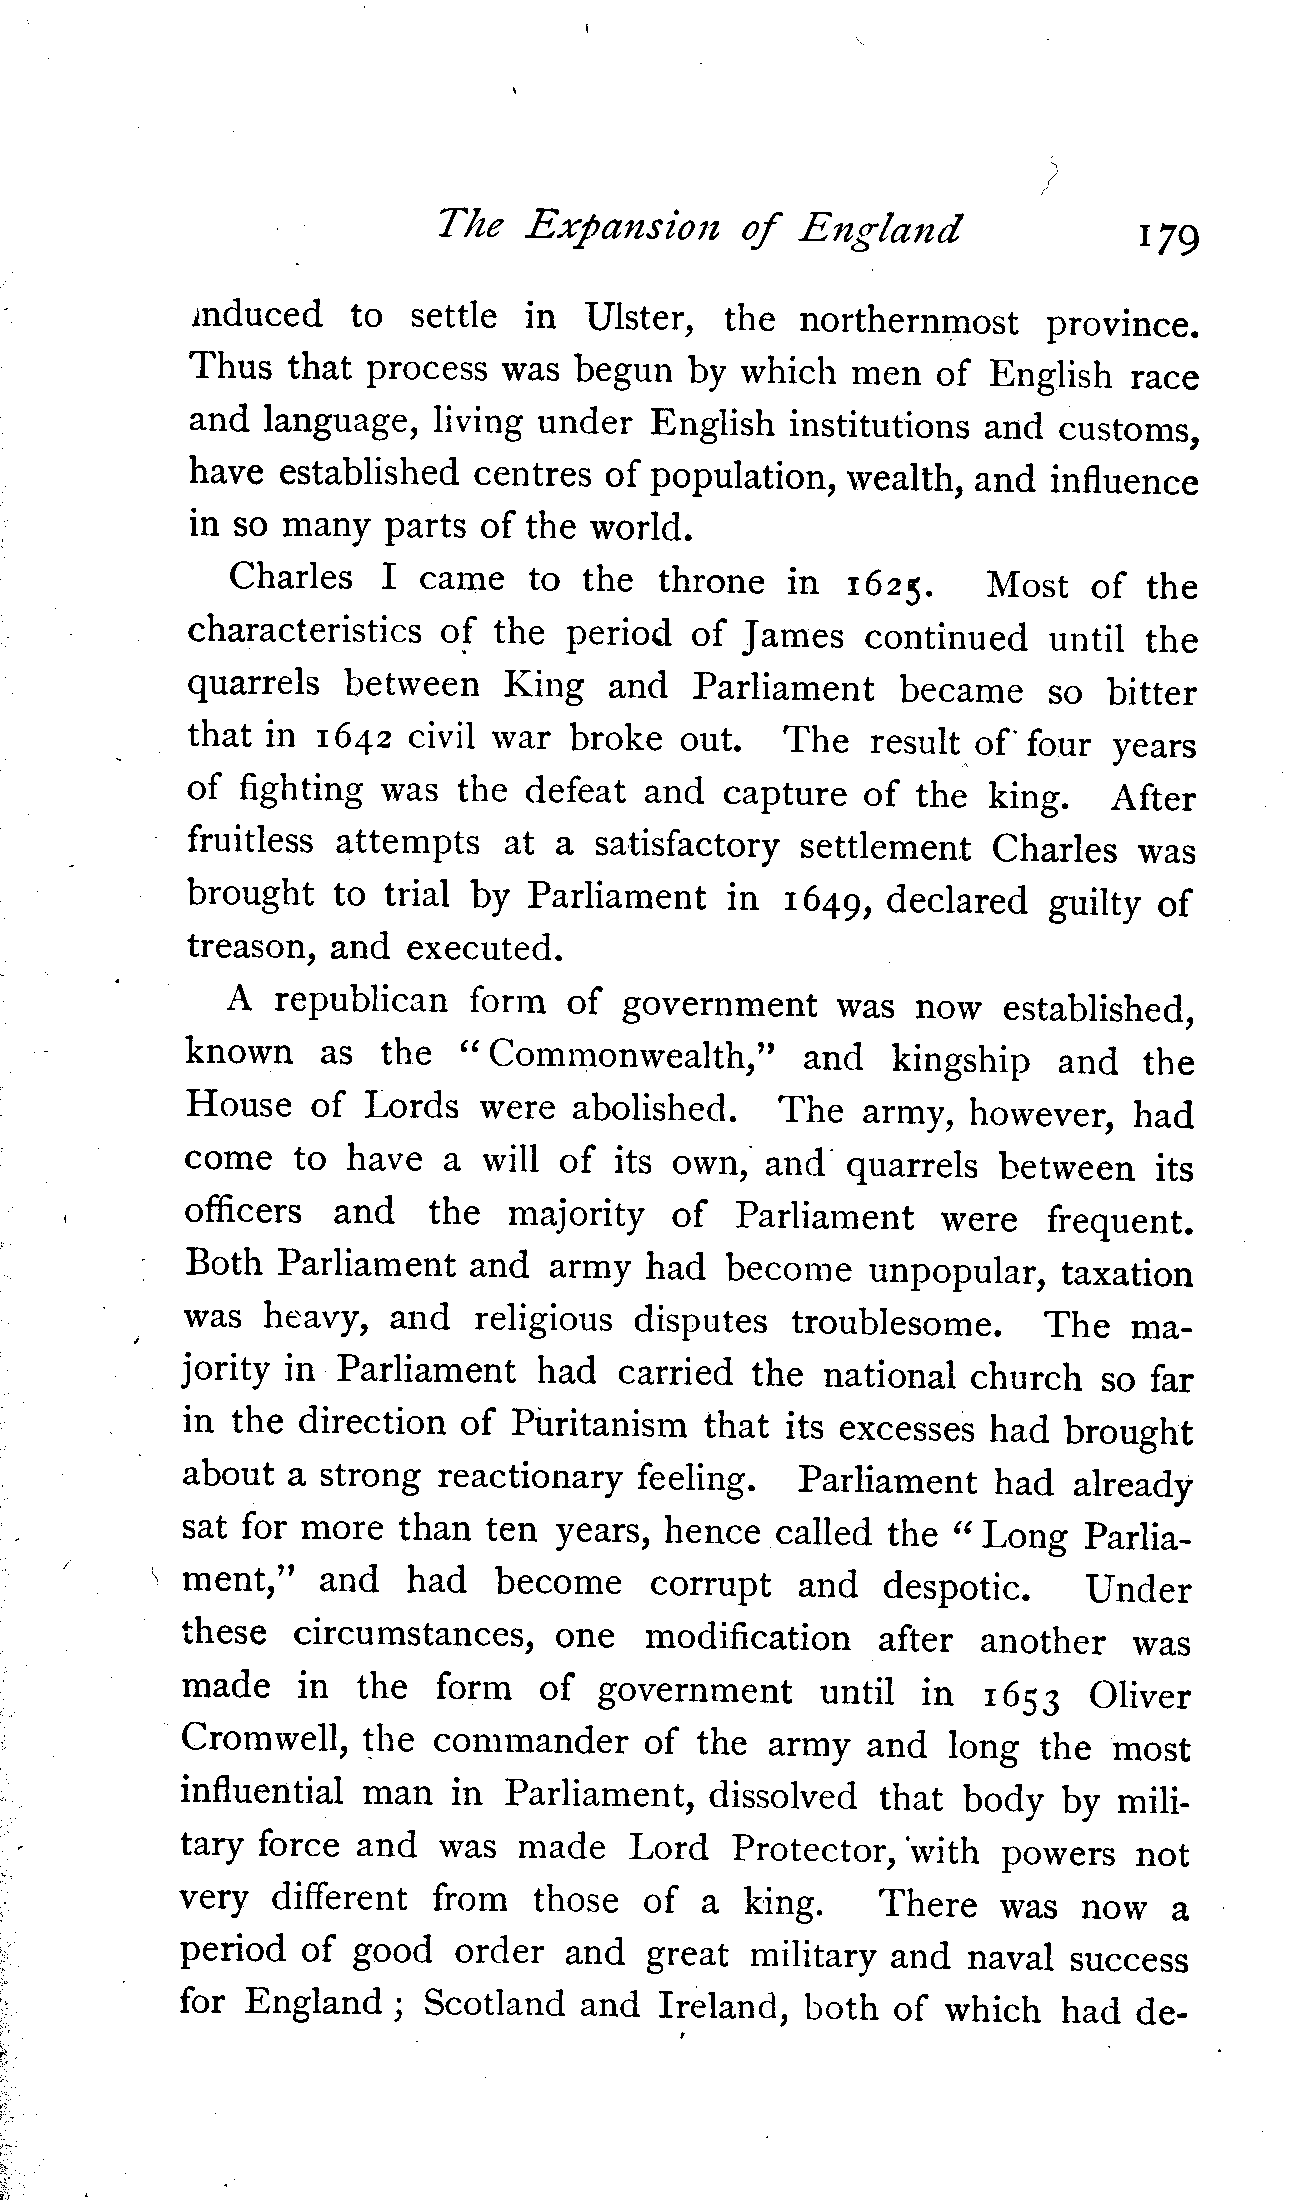 The Expansion of England 179
induced to settle in Ulster, the northernmost province.
Thus that process was begun by which men of English race
and language, living under English institutions and customs,
have established centres of population, wealth, and influence
in so many parts of the world.
Charles I came to the throne in 1625. Most of the
characteristics of the period of James continued until the
quarrels between King and Parliament became so bitter
that in 1642 civil war broke out. The result of four years
of fighting was the defeat and capture of the king. After
fruitless attempts at a satisfactory settlement Charles was
brought to trial by Parliament in 1649, declared guilty of
treason, and executed.
A republican form of government was now established,
known as the “Commonwealth,” and kingship and the
House of Lords were abolished. The army, however, had
come to have a will of its own, and quarrels between its
officers and the majority of Parliament were frequent.
Both Parliament and army had become unpopular, taxation
was heavy, and religious disputes troublesome. The ma-
jority in Parliament had carried the national church so far
in the direction of Puritanism that its excesses had brought
about a strong reactionary feeling. Parliament had already
sat for more than ten years, hence called the “Long Parlia-
ment,” and had become corrupt and despotic. Under
these circumstances, one modification after another was
made in the form of government until in 1653 Oliver
Cromwell, the commander of the army and long the most
influential man in Parliament, dissolved that body by mili-
tary force and was made Lord Protector, with powers not
very different from those of a king. There was now a
period of good order and great military and naval success
for England ; Scotland and Ireland, both of which had de-